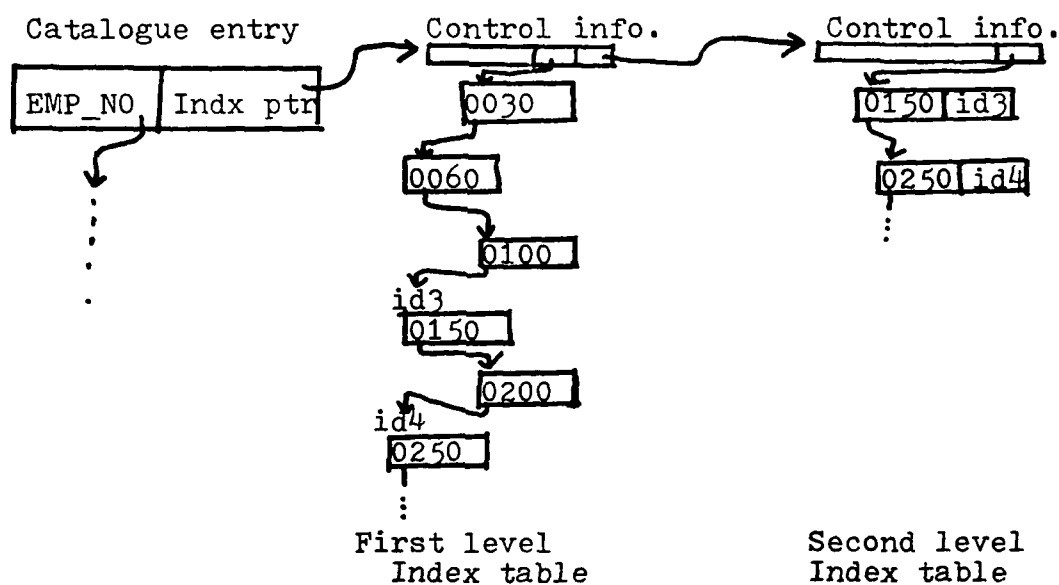 Catalogue entry
EMP_NO Indx ptr
Control info.
0030
0060
0100
id3
0150
0200
id4
0250
First level
Index table
Control info.
0150 id3
0250 id4
Second level
Index table